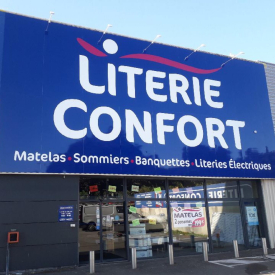 LITERIE
CONFORT
Matelas • Sommiers • Banquettes • Literies Électriques
MATELAS